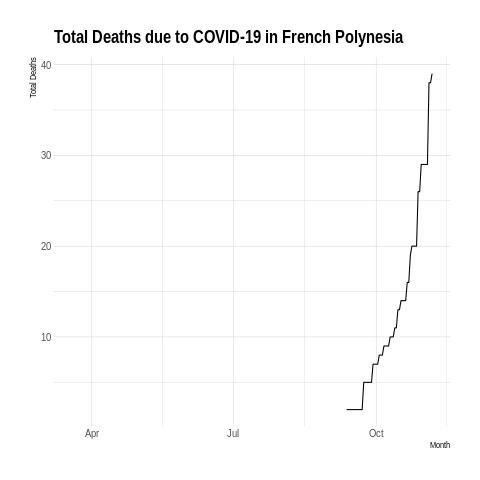 Total Deaths due to COVID-19 in French Polynesia
Total Deaths
40
30
20
10
Apr Jul Oct
Month